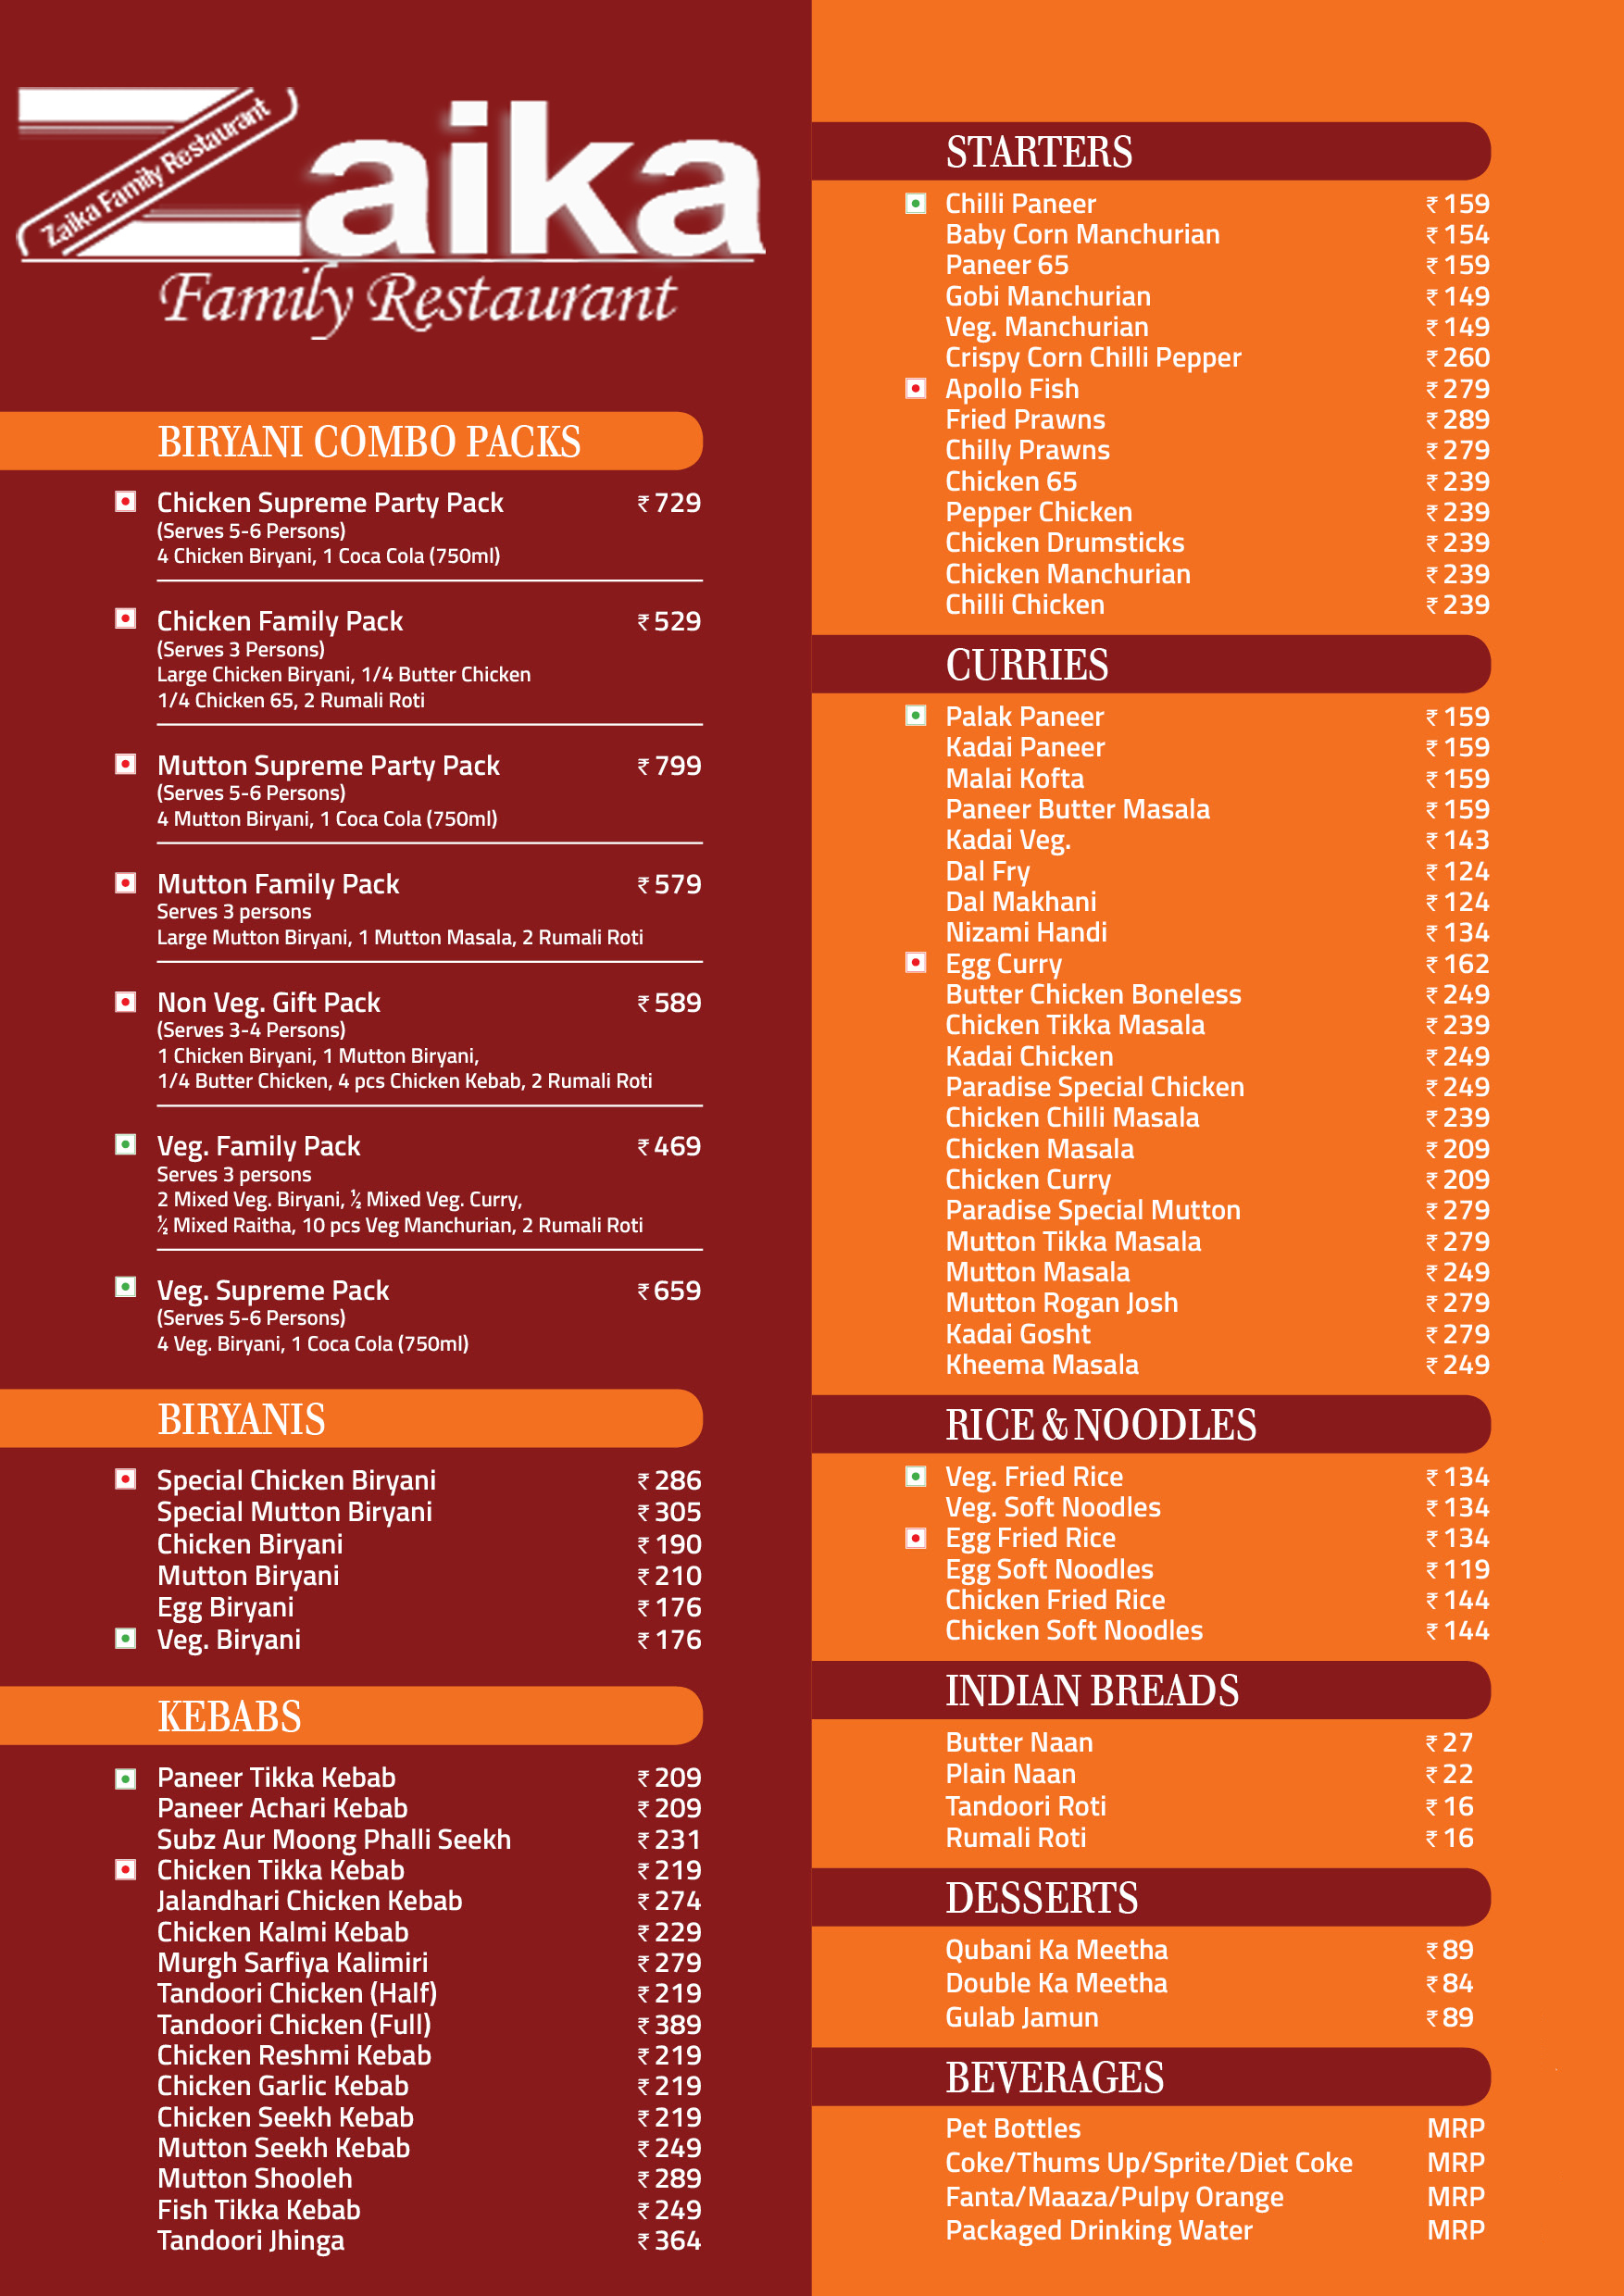 Zaika Family Restaurant
Zaika
Family Restaurant
BIRYANI COMBO PACKS
Chicken Supreme Party Pack ₹ 729
(Serves 5-6 Persons)
4 Chicken Biryani, 1 Coca Cola (750ml)
Chicken Family Pack ₹ 529
(Serves 3 Persons)
Large Chicken Biryani, 1/4 Butter Chicken
1/4 Chicken 65, 2 Rumali Roti
Mutton Supreme Party Pack ₹ 799
(Serves 5-6 Persons)
4 Mutton Biryani, 1 Coca Cola (750ml)
Mutton Family Pack ₹ 579
Serves 3 persons
Large Mutton Biryani, 1 Mutton Masala, 2 Rumali Roti
Non Veg. Gift Pack ₹ 589
(Serves 3-4 Persons)
1 Chicken Biryani, 1 Mutton Biryani,
1/4 Butter Chicken, 4 pcs Chicken Kebab, 2 Rumali Roti
Veg. Family Pack ₹ 469
Serves 3 persons
2 Mixed Veg. Biryani, ½ Mixed Veg. Curry,
½ Mixed Raitha, 10 pcs Veg Manchurian, 2 Rumali Roti
Veg. Supreme Pack ₹ 659
(Serves 5-6 Persons)
4 Veg. Biryani, 1 Coca Cola (750ml)
BIRYANIS
Special Chicken Biryani ₹ 286
Special Mutton Biryani ₹ 305
Chicken Biryani ₹ 190
Mutton Biryani ₹ 210
Egg Biryani ₹ 176
Veg. Biryani ₹ 176
KEBABS
Paneer Tikka Kebab ₹ 209
Paneer Achari Kebab ₹ 209
Subz Aur Moong Phalli Seekh ₹ 231
Chicken Tikka Kebab ₹ 219
Jalandhari Chicken Kebab ₹ 274
Chicken Kalmi Kebab ₹ 229
Murgh Sarfiya Kalimiri ₹ 279
Tandoori Chicken (Half) ₹ 219
Tandoori Chicken (Full) ₹ 389
Chicken Reshmi Kebab ₹ 219
Chicken Garlic Kebab ₹ 219
Chicken Seekh Kebab ₹ 219
Mutton Seekh Kebab ₹ 249
Mutton Shooleh ₹ 289
Fish Tikka Kebab ₹ 249
Tandoori Jhinga ₹ 364
STARTERS
Chilli Paneer ₹ 159
Baby Corn Manchurian ₹ 154
Paneer 65 ₹ 159
Gobi Manchurian ₹ 149
Veg. Manchurian ₹ 149
Crispy Corn Chilli Pepper ₹ 260
Apollo Fish ₹ 279
Fried Prawns ₹ 289
Chilly Prawns ₹ 279
Chicken 65 ₹ 239
Pepper Chicken ₹ 239
Chicken Drumsticks ₹ 239
Chicken Manchurian ₹ 239
Chilli Chicken ₹ 239
CURRIES
Palak Paneer ₹ 159
Kadai Paneer ₹ 159
Malai Kofta ₹ 159
Paneer Butter Masala ₹ 159
Kadai Veg. ₹ 143
Dal Fry ₹ 124
Dal Makhani ₹ 124
Nizami Handi ₹ 134
Egg Curry ₹ 162
Butter Chicken Boneless ₹ 249
Chicken Tikka Masala ₹ 239
Kadai Chicken ₹ 249
Paradise Special Chicken ₹ 249
Chicken Chilli Masala ₹ 239
Chicken Masala ₹ 209
Chicken Curry ₹ 209
Paradise Special Mutton ₹ 279
Mutton Tikka Masala ₹ 279
Mutton Masala ₹ 249
Mutton Rogan Josh ₹ 279
Kadai Gosht ₹ 279
Kheema Masala ₹ 249
RICE & NOODLES
Veg. Fried Rice ₹ 134
Veg. Soft Noodles ₹ 134
Egg Fried Rice ₹ 134
Egg Soft Noodles ₹ 119
Chicken Fried Rice ₹ 144
Chicken Soft Noodles ₹ 144
INDIAN BREADS
Butter Naan ₹ 27
Plain Naan ₹ 22
Tandoori Roti ₹ 16
Rumali Roti ₹ 16
DESSERTS
Qubani Ka Meetha ₹ 89
Double Ka Meetha ₹ 84
Gulab Jamun ₹ 89
BEVERAGES
Pet Bottles MRP
Coke/Thums Up/Sprite/Diet Coke MRP
Fanta/Maaza/Pulpy Orange MRP
Packaged Drinking Water MRP